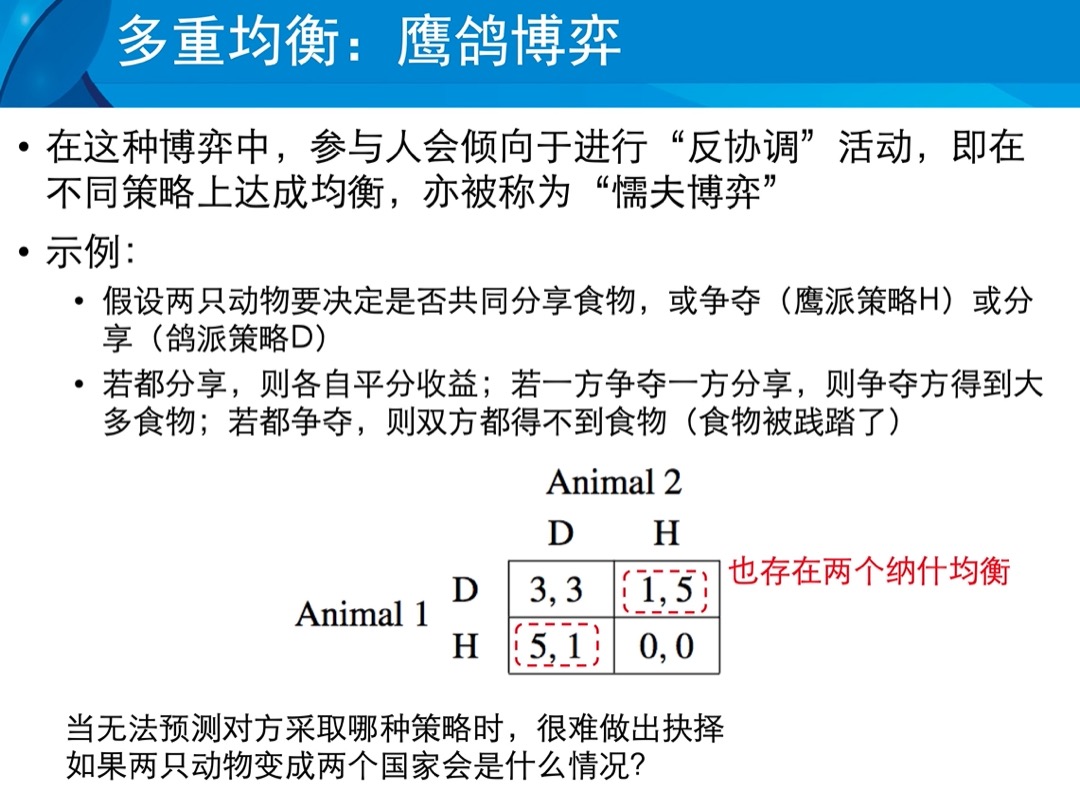 多重均衡：鹰鸽博弈
• 在这种博弈中，参与人会倾向于进行“反协调”活动，即在
不同策略上达成均衡，亦被称为“懦夫博弈”
• 示例：
• 假设两只动物要决定是否共同分享食物，或争夺（鹰派策略H）或分
享（鸽派策略D）
• 若都分享，则各自平分收益；若一方争夺一方分享，则争夺方得到大
多食物；若都争夺，则双方都得不到食物（食物被践踏了）
Animal 2
D H
也存在两个纳什均衡
D 3, 3 1, 5
Animal 1
H 5, 1 0, 0
当无法预测对方采取哪种策略时，很难做出抉择
如果两只动物变成两个国家会是什么情况？